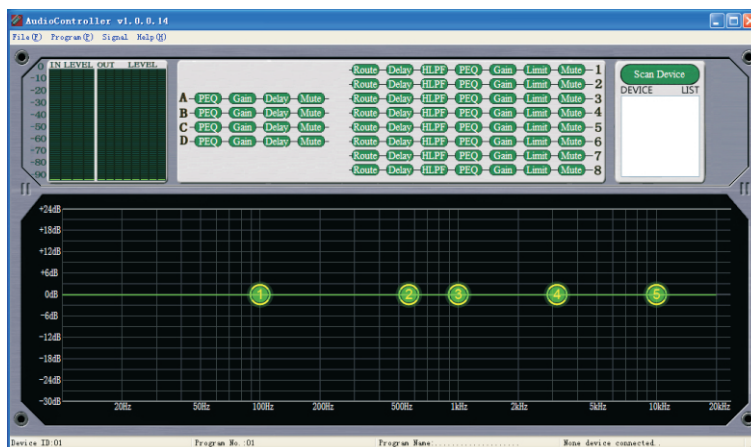 AudioController v1.0.0.14
File(F) Program(P) Signal Help(H)
IN LEVEL OUT LEVEL
0
-10
-20
-30
-40
-50
-60
-70
-80
-90
A PEQ Gain Delay Mute
B PEQ Gain Delay Mute
C PEQ Gain Delay Mute
D PEQ Gain Delay Mute
Route Delay HLPF PEQ Gain Limit Mute 1
Route Delay HLPF PEQ Gain Limit Mute 2
Route Delay HLPF PEQ Gain Limit Mute 3
Route Delay HLPF PEQ Gain Limit Mute 4
Route Delay HLPF PEQ Gain Limit Mute 5
Route Delay HLPF PEQ Gain Limit Mute 6
Route Delay HLPF PEQ Gain Limit Mute 7
Route Delay HLPF PEQ Gain Limit Mute 8
Scan Device
DEVICE LIST
+24dB
+18dB
+12dB
+6dB
0dB
-6dB
-12dB
-18dB
-24dB
-30dB
1 2 3 4 5
20Hz 50Hz 100Hz 200Hz 500Hz 1kHz 2kHz 5kHz 10kHz 20kHz
Device ID:01 Program No.:01 Program Name:.................... None device connected..